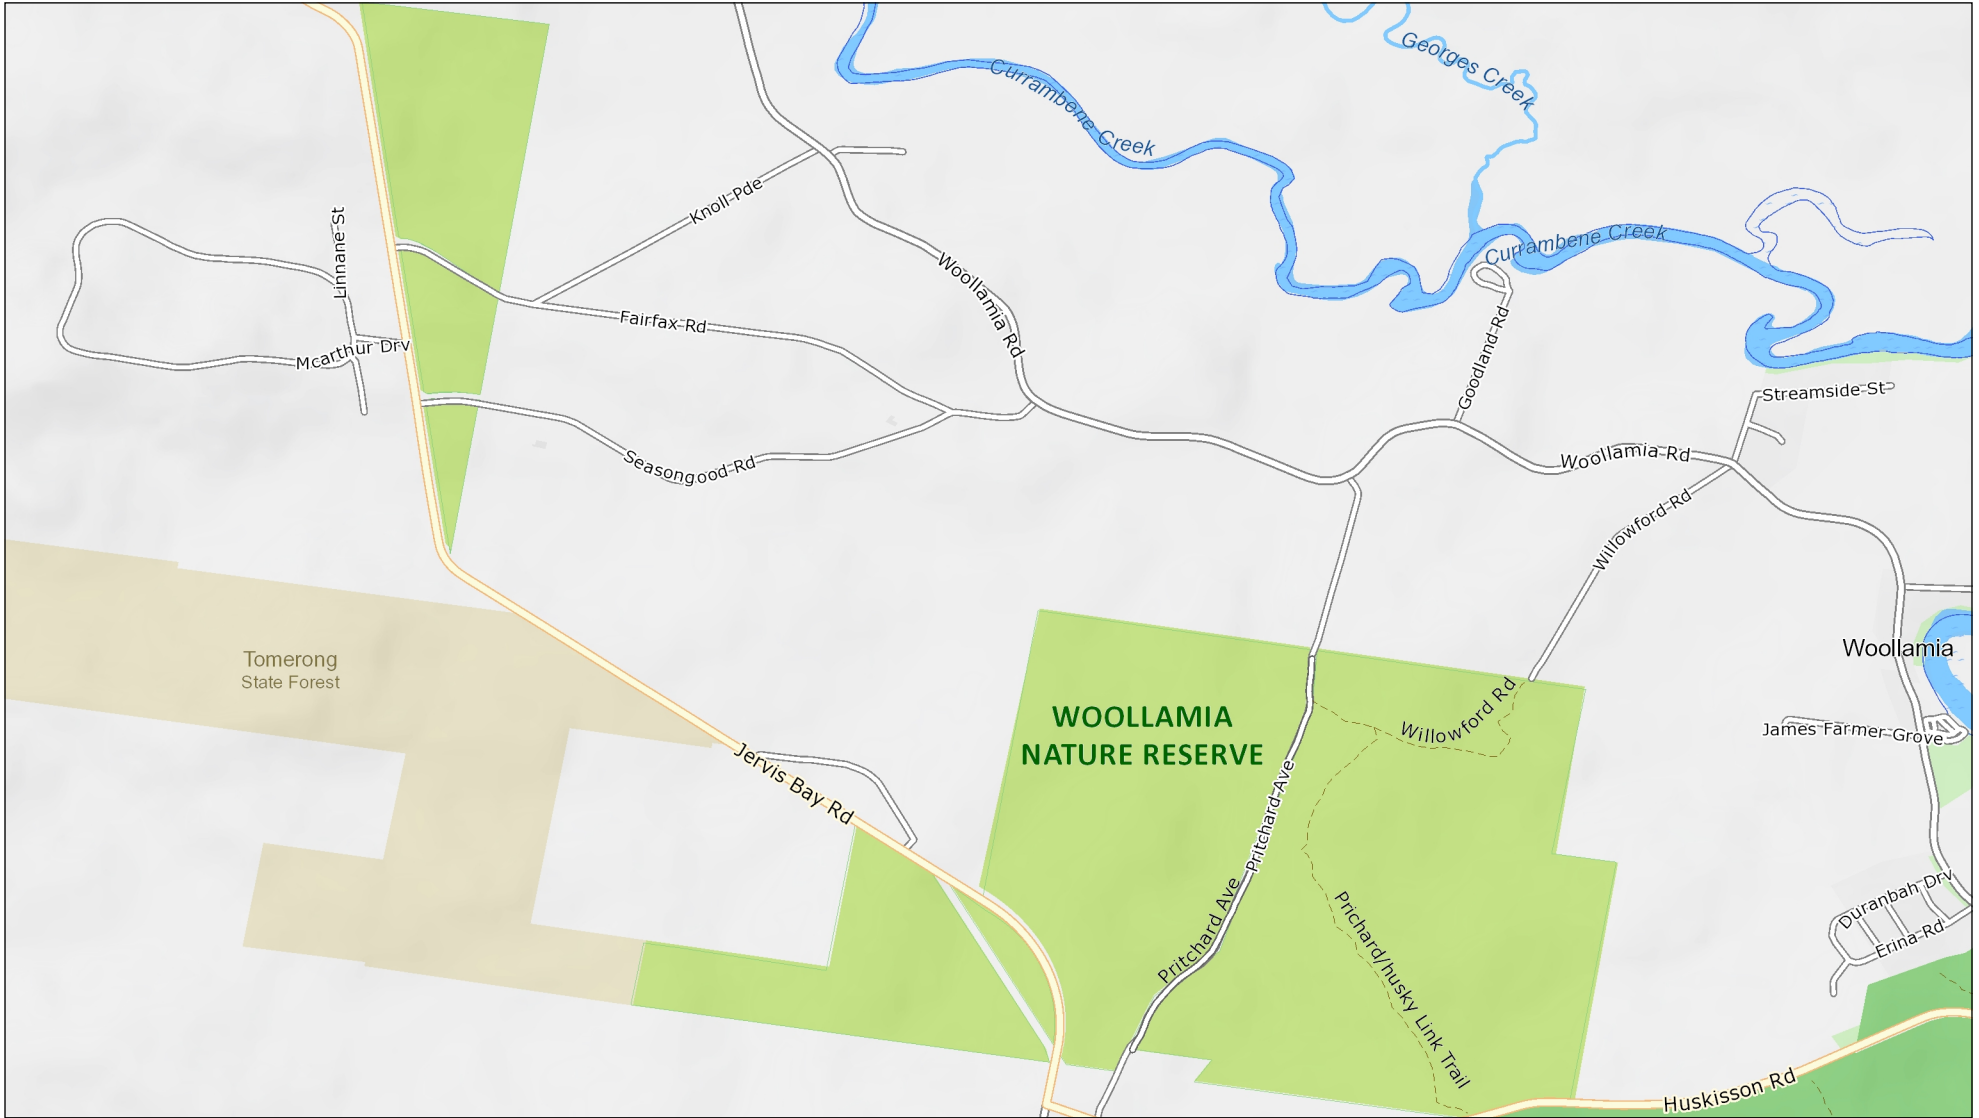 Georges Creek
Currambene Creek
Knoll Pde
Linnane St
Currambene Creek
Woollamia Rd
Fairfax Rd
Mcarthur Drv
Goodland Rd
Streamside St
Seasongood Rd
Woollamia Rd
Willowford Rd
Tomerong
State Forest
Woollamia
WOOLLAMIA
NATURE RESERVE
Willowford Rd
James Farmer Grove
Jervis Bay Rd
Pritchard Ave
Pritchard Ave
Prichard/husky Link Trail
Duranbah Drv
Erina Rd
Huskisson Rd